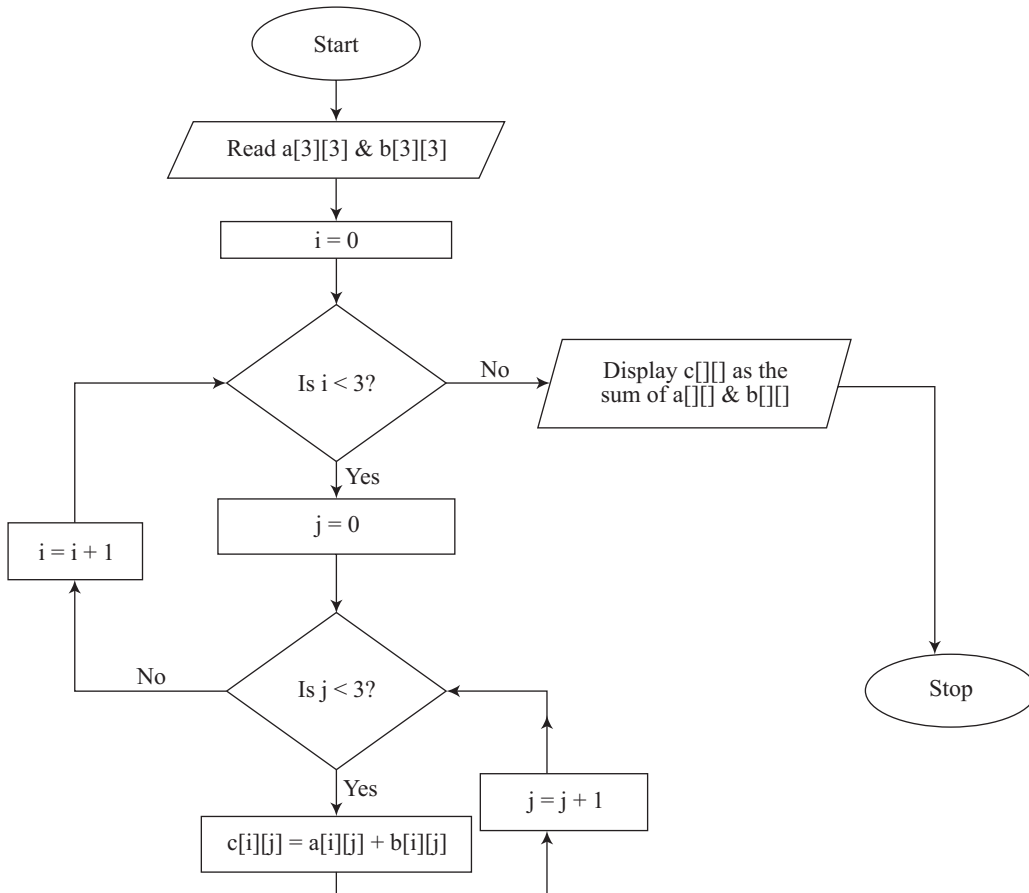 Start
Read a[3][3] & b[3][3]
i = 0
Is i < 3?
No
Display c[][] as the
sum of a[][] & b[][]
Yes
j = 0
i = i + 1
No
Is j < 3?
Stop
Yes
j = j + 1
c[i][j] = a[i][j] + b[i][j]